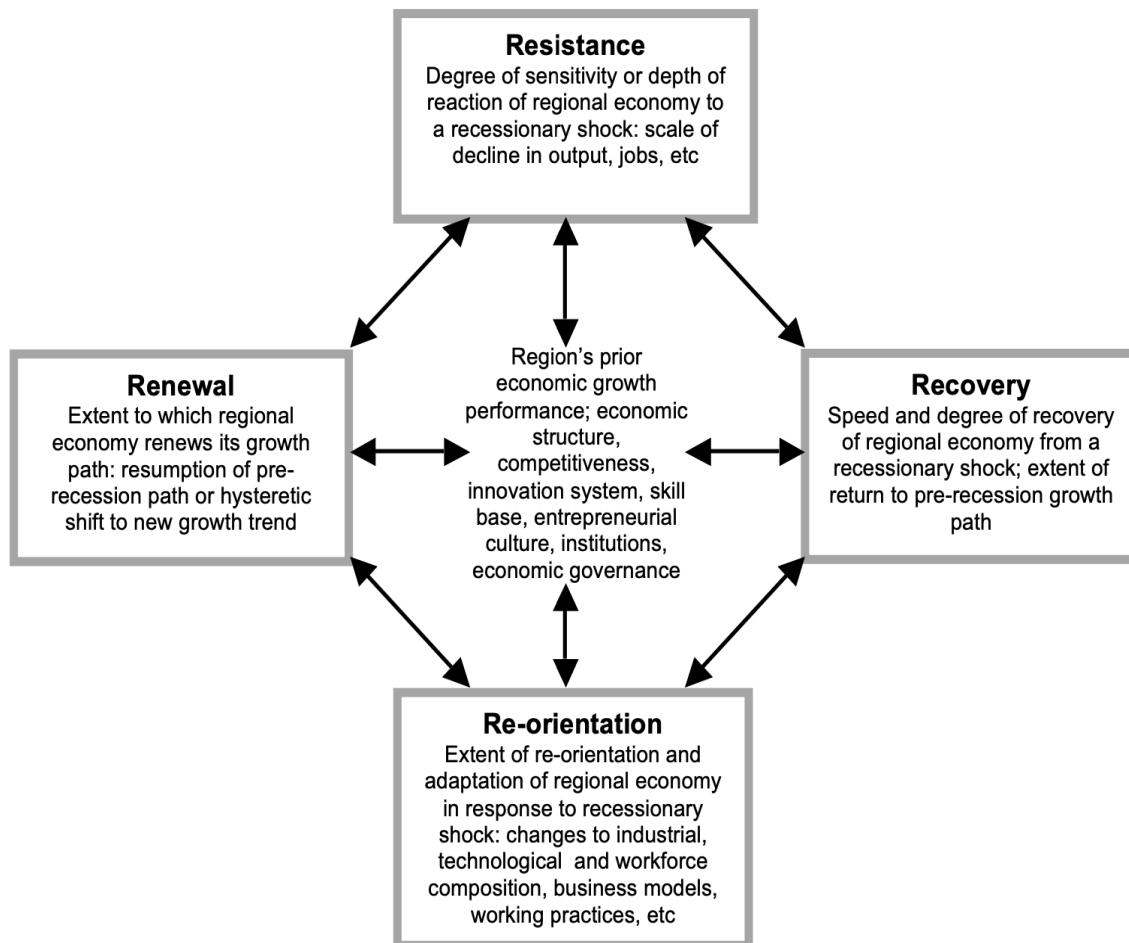 Resistance
Degree of sensitivity or depth of
reaction of regional economy to
a recessionary shock: scale of
decline in output, jobs, etc
Renewal
Extent to which regional
economy renews its growth
path: resumption of pre-
recession path or hysteretic
shift to new growth trend
Region's prior
economic growth
performance; economic
structure,
competitiveness,
innovation system, skill
base, entrepreneurial
culture, institutions,
economic governance
Recovery
Speed and degree of recovery
of regional economy from a
recessionary shock; extent of
return to pre-recession growth
path
Re-orientation
Extent of re-orientation and
adaptation of regional economy
in response to recessionary
shock: changes to industrial,
technological and workforce
composition, business models,
working practices, etc